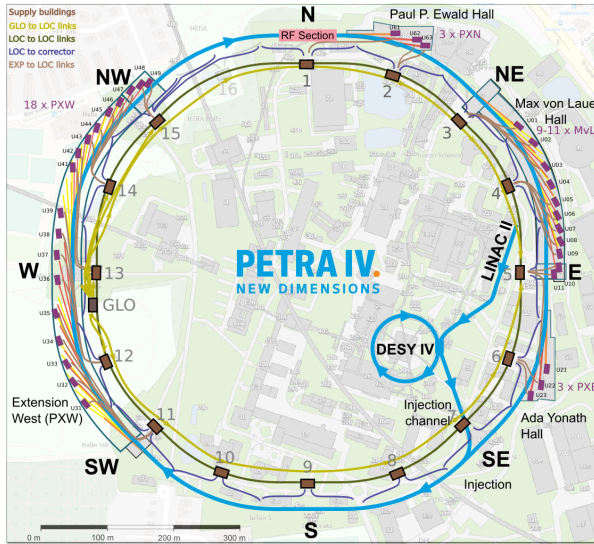 Supply buildings
GLO to LOC links
LOC to LOC links
LOC to corrector
EXP to LOC links
N
RF Section
Paul P. Ewald Hall
U61
U62
U63
3 x PXN
NW
U49
U48
U47
U46
U45
U44
U43
U42
U41
18 x PXW
16
1
2
NE
Max von Laue
Hall
9-11 x MvL
U01
U02
U03
U04
U05
U06
U07
U08
U09
U10
U11
15
3
14
4
U39
U38
U37
U36
U35
U34
U33
U32
U31
W
13
GLO
PETRA IV.
NEW DIMENSIONS
LINAC II
5
E
DESY IV
12
6
U21
U22
U23
3 x PXE
Extension
West (PXW)
Injection
channel
Ada Yonath
Hall
11
7
SW
SE
10
9
8
Injection
S
0 m
100 m
200 m
300 m